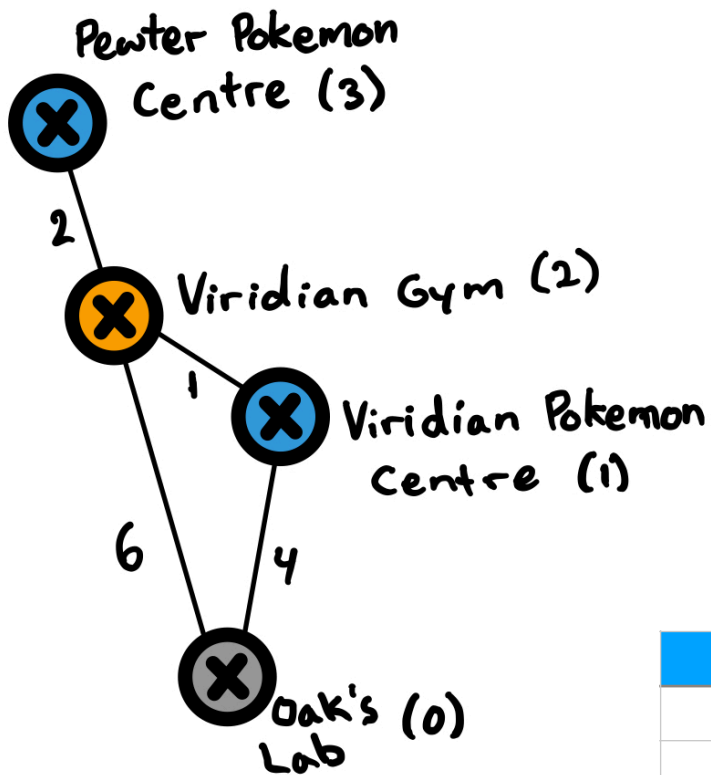 Pewter Pokemon
Centre (3)
2
Viridian Gym (2)
1
Viridian Pokemon
Centre (1)
6
4
Oak's (0)
Lab